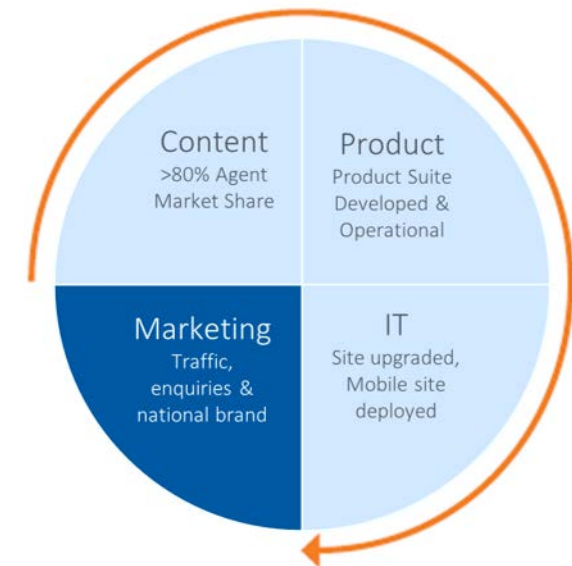 Content
>80% Agent
Market Share
Product
Product Suite
Developed &
Operational
Marketing
Traffic,
enquiries &
national brand
IT
Site upgraded,
Mobile site
deployed